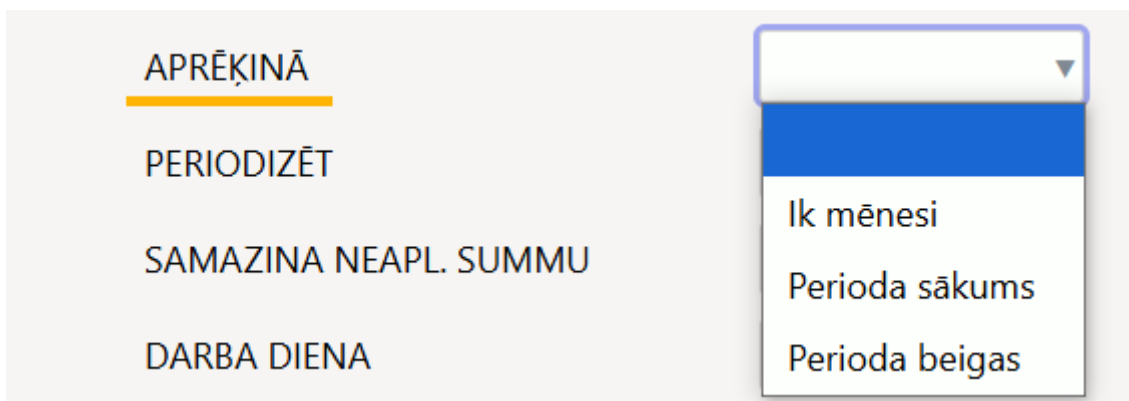 APRĒĶINĀ
PERIODIZĒT
Ik mēnesi
SAMAZINA NEAPL. SUMMU
Perioda sākums
DARBA DIENA
Perioda beigas